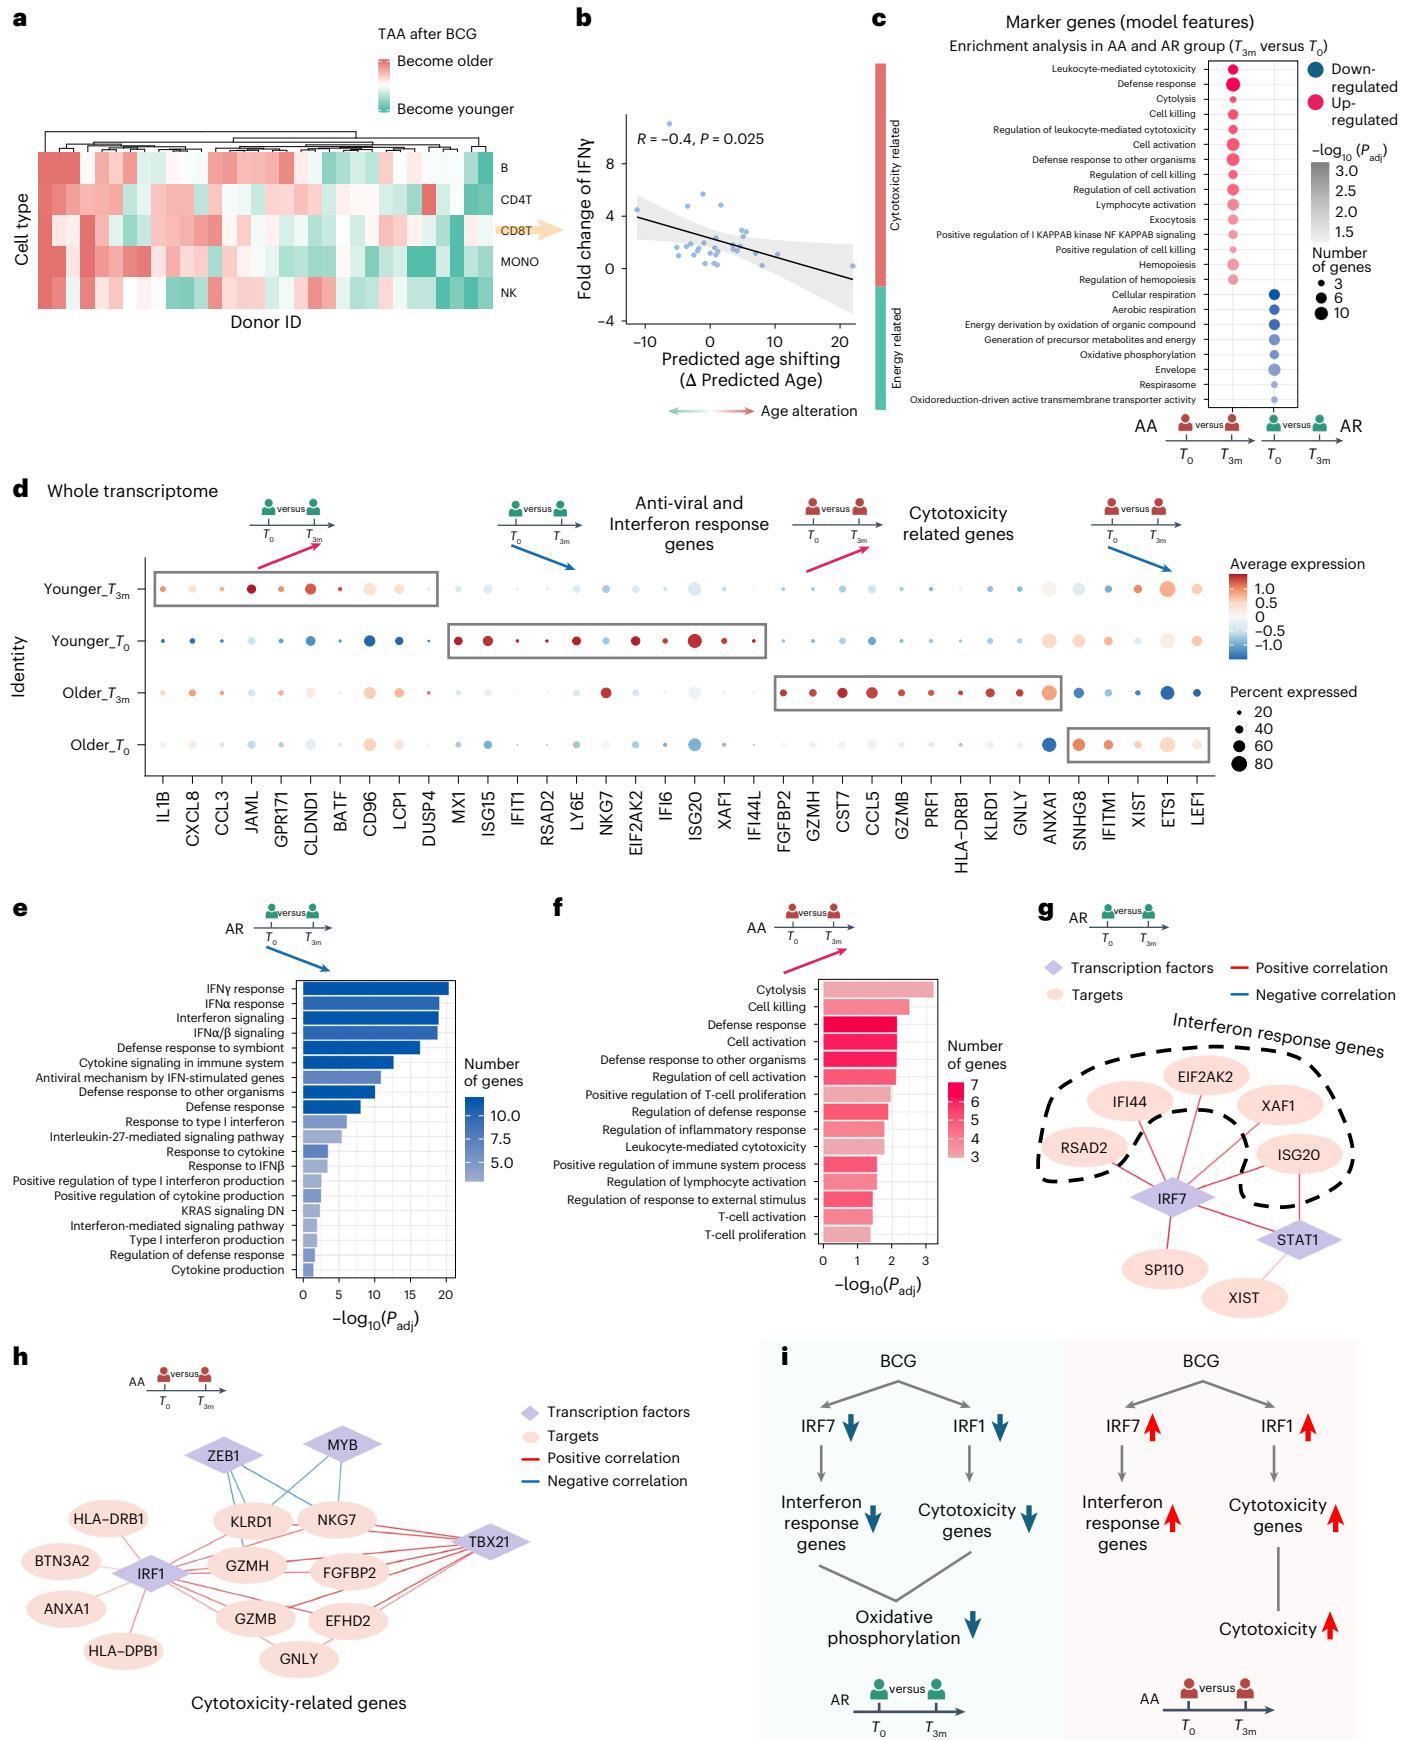 a
TAA after BCG
Become older
Become younger
Cell type
B
CD4T
CD8T
MONO
NK
Donor ID
b
R = –0.4, P = 0.025
Fold change of IFNγ
8
4
0
–4
–10
0
10
20
Predicted age shifting
(Δ Predicted Age)
Age alteration
c
Marker genes (model features)
Enrichment analysis in AA and AR group (T3m versus T0)
Cytotoxicity related
Energy related
Leukocyte-mediated cytotoxicity
Defense response
Cytolysis
Cell killing
Regulation of leukocyte-mediated cytotoxicity
Cell activation
Defense response to other organisms
Regulation of cell killing
Regulation of cell activation
Lymphocyte activation
Exocytosis
Positive regulation of I KAPPAB kinase NF KAPPAB signaling
Positive regulation of cell killing
Hemopoiesis
Regulation of hemopoiesis
Cellular respiration
Aerobic respiration
Energy derivation by oxidation of organic compound
Generation of precursor metabolites and energy
Oxidative phosphorylation
Envelope
Respirasome
Oxidoreduction-driven active transmembrane transporter activity
Down-
regulated
Up-
regulated
–log10 (Padj)
3.0
2.5
2.0
1.5
Number
of genes
3
6
10
AA
versus
T0
T3m
versus
AR
T0
T3m
d
Whole transcriptome
versus
T0
T3m
versus
T0
T3m
Anti-viral and
Interferon response
genes
versus
T0
T3m
Cytotoxicity
related genes
versus
T0
T3m
Identity
Younger_T3m
Younger_T0
Older_T3m
Older_T0
IL1B
CXCL8
CCL3
JAML
GPR171
CLDND1
BATF
CD96
LCP1
DUSP4
MX1
ISG15
IFIT1
RSAD2
LY6E
NKG7
EIF2AK2
IFI6
ISG20
XAF1
IFI44L
FGFBP2
GZMH
CST7
CCL5
GZMB
PRF1
HLA–DRB1
KLRD1
GNLY
ANXA1
SNHG8
IFITM1
XIST
ETS1
LEF1
Average expression
1.0
0.5
0
–0.5
–1.0
Percent expressed
20
40
60
80
e
AR
versus
T0
T3m
IFNγ response
IFNα response
Interferon signaling
IFNα/β signaling
Defense response to symbiont
Cytokine signaling in immune system
Antiviral mechanism by IFN-stimulated genes
Defense response to other organisms
Defense response
Response to type I interferon
Interleukin-27-mediated signaling pathway
Response to cytokine
Response to IFNβ
Positive regulation of type I interferon production
Positive regulation of cytokine production
KRAS signaling DN
Interferon-mediated signaling pathway
Type I interferon production
Regulation of defense response
Cytokine production
0
5
10
15
20
–log10(Padj)
Number
of genes
10.0
7.5
5.0
f
AA
versus
T0
T3m
Cytolysis
Cell killing
Defense response
Cell activation
Defense response to other organisms
Regulation of cell activation
Positive regulation of T-cell proliferation
Regulation of defense response
Regulation of inflammatory response
Leukocyte-mediated cytotoxicity
Positive regulation of immune system process
Regulation of lymphocyte activation
Regulation of response to external stimulus
T-cell activation
T-cell proliferation
0
1
2
3
–log10(Padj)
Number
of genes
7
6
5
4
3
g
AR
versus
T0
T3m
Transcription factors
Targets
Positive correlation
Negative correlation
Interferon response genes
EIF2AK2
IFI44
XAF1
RSAD2
ISG20
IRF7
STAT1
SP110
XIST
h
AA
versus
T0
T3m
Transcription factors
Targets
Positive correlation
Negative correlation
ZEB1
MYB
HLA–DRB1
KLRD1
NKG7
TBX21
BTN3A2
IRF1
GZMH
FGFBP2
ANXA1
GZMB
EFHD2
HLA–DPB1
GNLY
Cytotoxicity-related genes
i
BCG
IRF7
IRF1
Interferon
response
genes
Cytotoxicity
genes
Oxidative
phosphorylation
AR
versus
T0
T3m
BCG
IRF7
IRF1
Interferon
response
genes
Cytotoxicity
genes
Cytotoxicity
AA
versus
T0
T3m